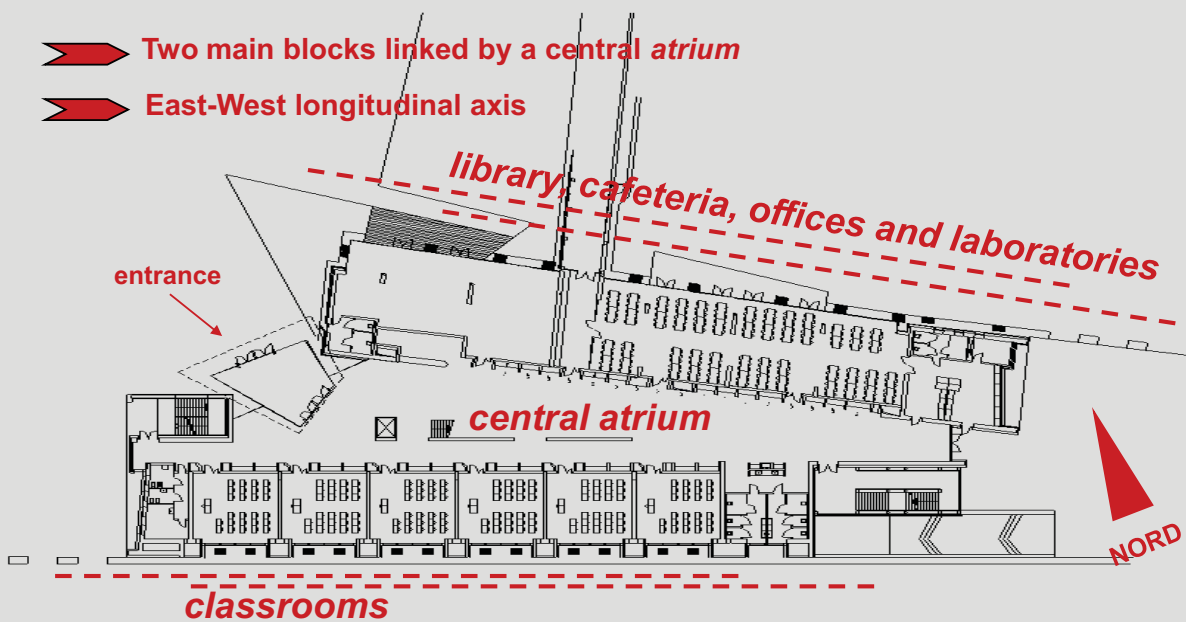 Two main blocks linked by a central atrium
East-West longitudinal axis
library, cafeteria, offices and laboratories
entrance
central atrium
NORD
classrooms